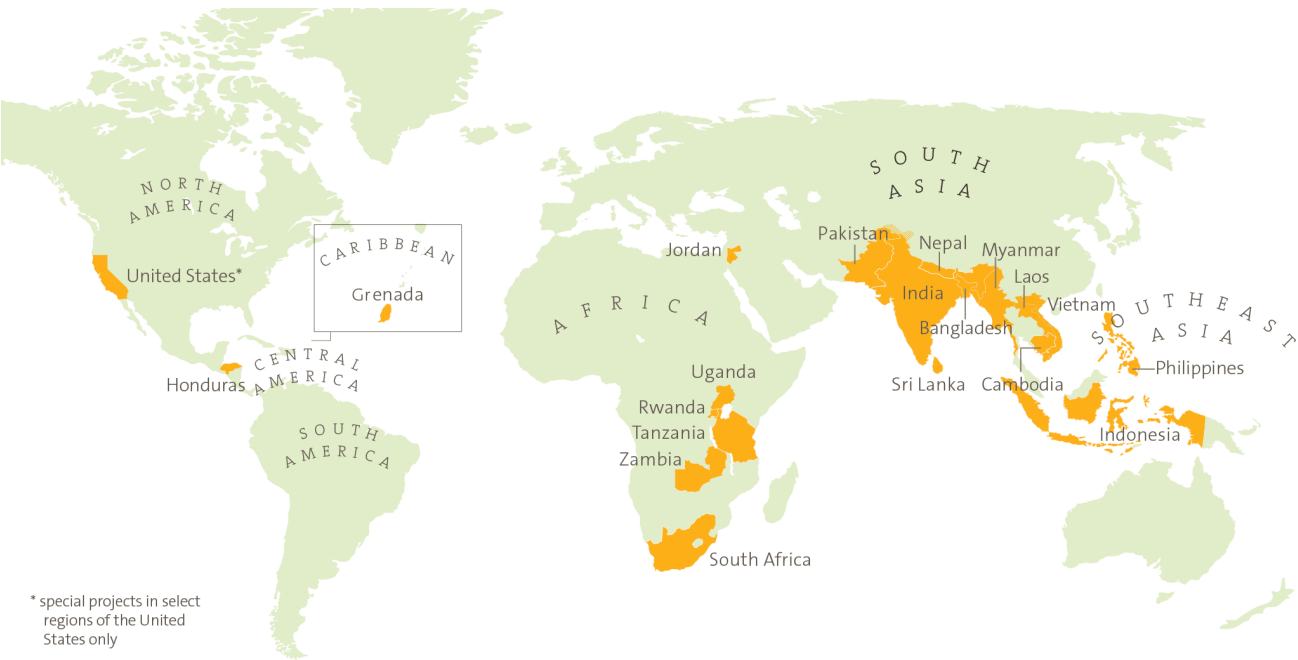 SOUTH
ASIA
NORTH
AMERICA
CARIBBEAN
Grenada
United States*
Jordan
Pakistan
Nepal
Myanmar
Laos
India
Vietnam
Bangladesh
SOUTHEAST
ASIA
AFRICA
CENTRAL
AMERICA
Honduras
Uganda
Sri Lanka
Cambodia
Philippines
Rwanda
Tanzania
Indonesia
SOUTH
AMERICA
Zambia
South Africa
* special projects in select
regions of the United
States only